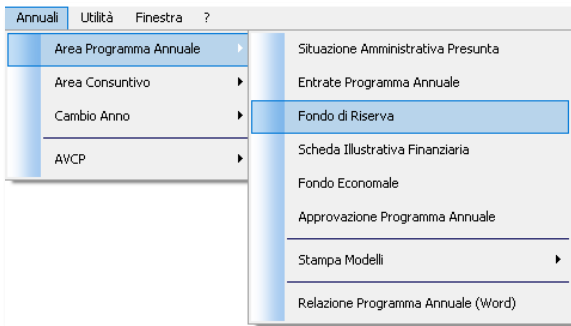 Annuali Utilità Finestra ?
Area Programma Annuale
Area Consuntivo
Cambio Anno
AVCP
Situazione Amministrativa Presunta
Entrate Programma Annuale
Fondo di Riserva
Scheda Illustrativa Finanziaria
Fondo Economale
Approvazione Programma Annuale
Stampa Modelli
Relazione Programma Annuale (Word)